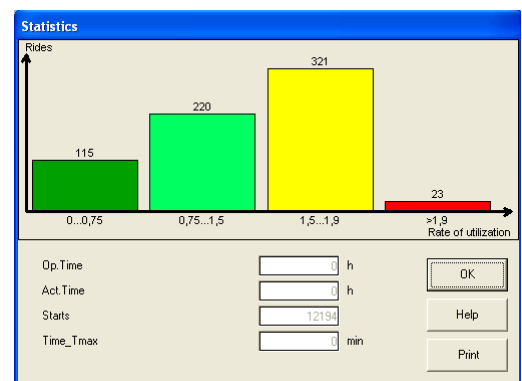 Statistics
Rides
321
220
115
23
0...0,75 0,75...1,5 1,5...1,9 >1,9
Rate of utilization
Op.Time 0 h
Act.Time 0 h
Starts 12194
Time_Tmax 0 min
OK
Help
Print